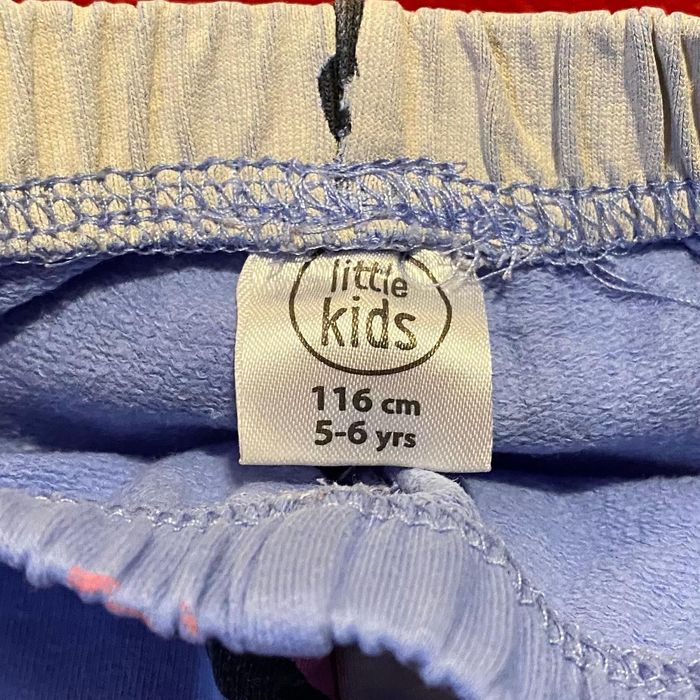 little
kids
116 cm
5-6 yrs